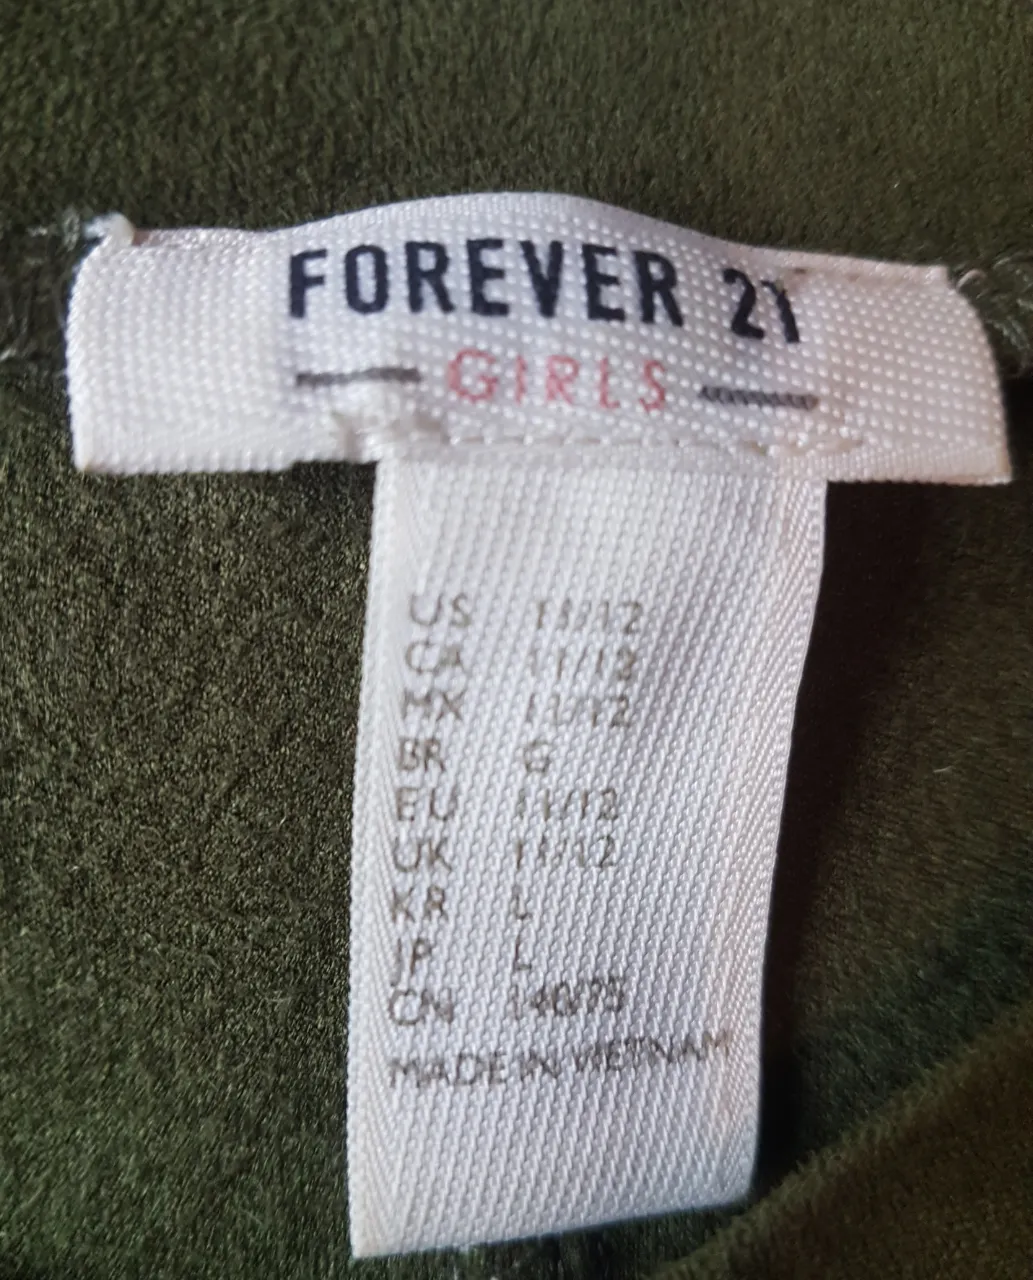 FOREVER 21
GIRLS
US 11/12
CA 11/12
MX 11/12
BR G
EU 11/12
UK 11/12
KR L
JP L
CN 140/75
MADE IN VIETNAM